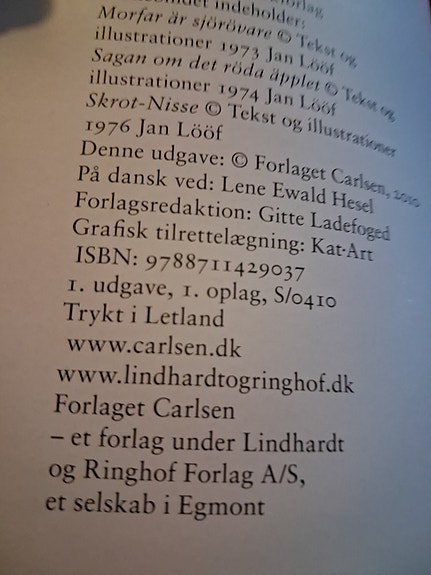 indeholder:
Morfar är sjörövare © Tekst og
illustrationer 1973 Jan Lööf
Sagan om det röda äpplet © Tekst og
illustrationer 1974 Jan Lööf
Skrot-Nisse © Tekst og illustrationer
1976 Jan Lööf
Denne udgave: © Forlaget Carlsen, 2010
På dansk ved: Lene Ewald Hesel
Forlagsredaktion: Gitte Ladefoged
Grafisk tilrettelægning: Kat·Art
ISBN: 9788711429037
1. udgave, 1. oplag, S/0410
Trykt i Letland
www.carlsen.dk
www.lindhardtogringhof.dk
Forlaget Carlsen
– et forlag under Lindhardt
og Ringhof Forlag A/S,
et selskab i Egmont